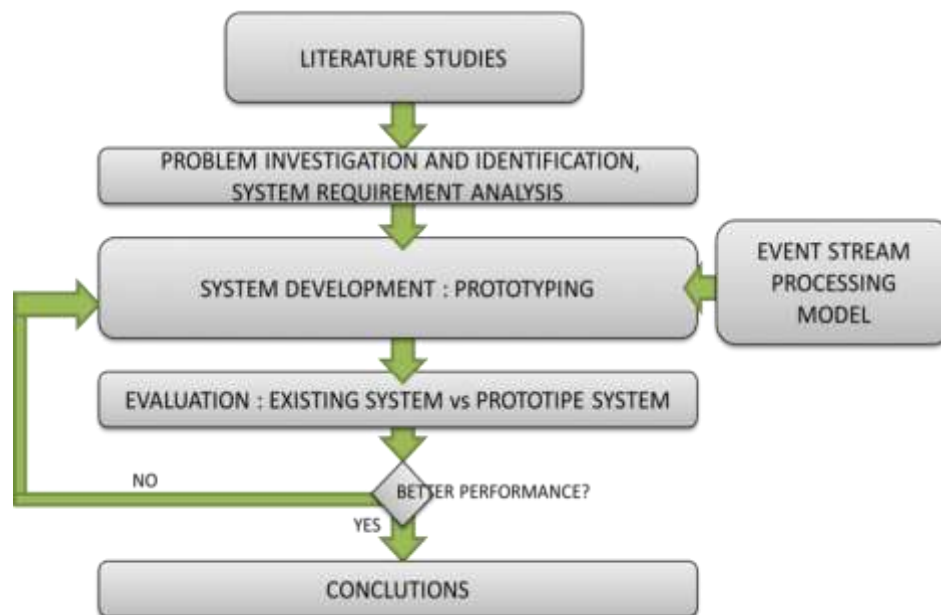 LITERATURE STUDIES
PROBLEM INVESTIGATION AND IDENTIFICATION,
SYSTEM REQUIREMENT ANALYSIS
SYSTEM DEVELOPMENT : PROTOTYPING
EVENT STREAM
PROCESSING
MODEL
EVALUATION : EXISTING SYSTEM vs PROTOTIPE SYSTEM
NO
BETTER PERFORMANCE?
YES
CONCLUTIONS